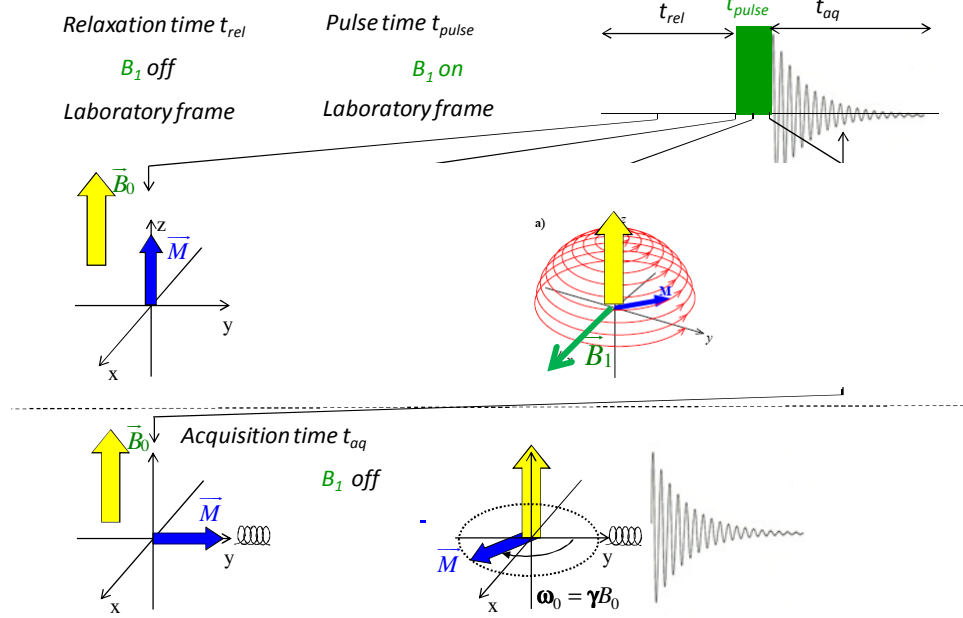 Relaxation time t_rel
B_1 off
Laboratory frame
Pulse time t_pulse
B_1 on
Laboratory frame
t_rel
t_pulse
t_aq
B_0
z
M
y
x
a)
z
M
y
x
B_1
B_0
Acquisition time t_aq
B_1 off
M
y
x
M
y
x
ω_0 = γB_0